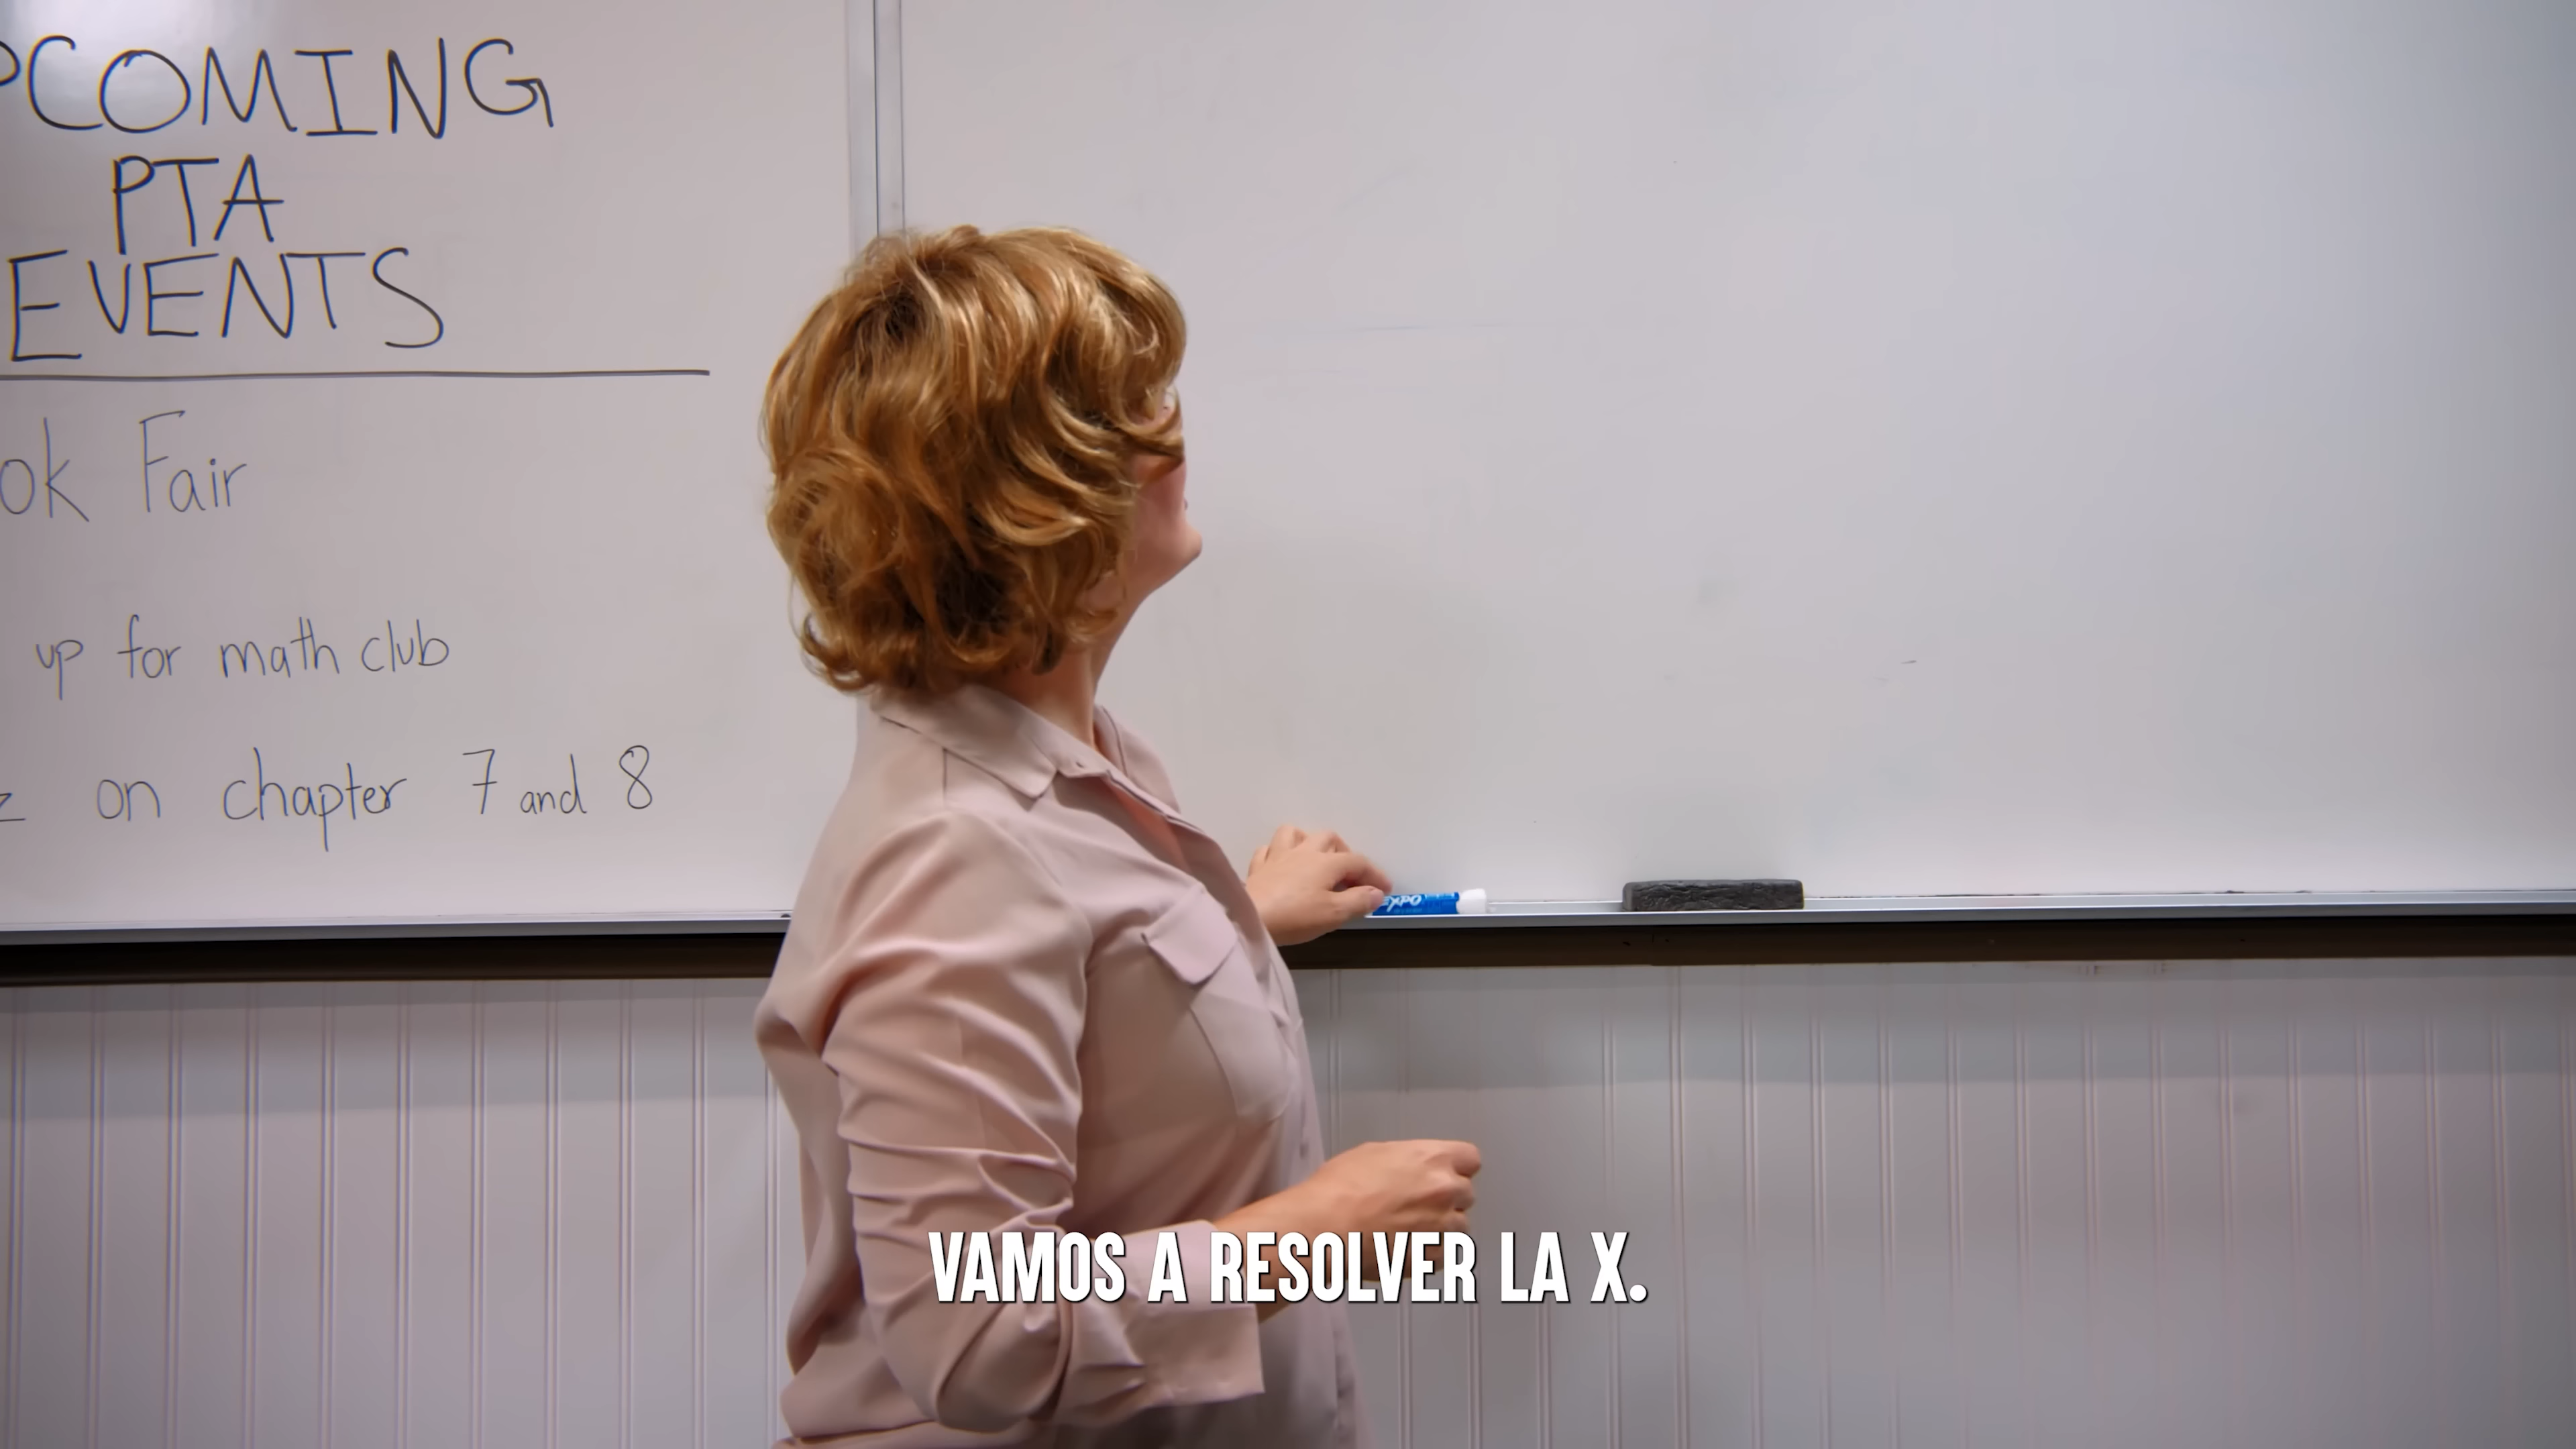 PCOMING
PTA
EVENTS
ok Fair
up for math club
z on chapter 7 and 8
EXPO
VAMOS A RESOLVER LA X.